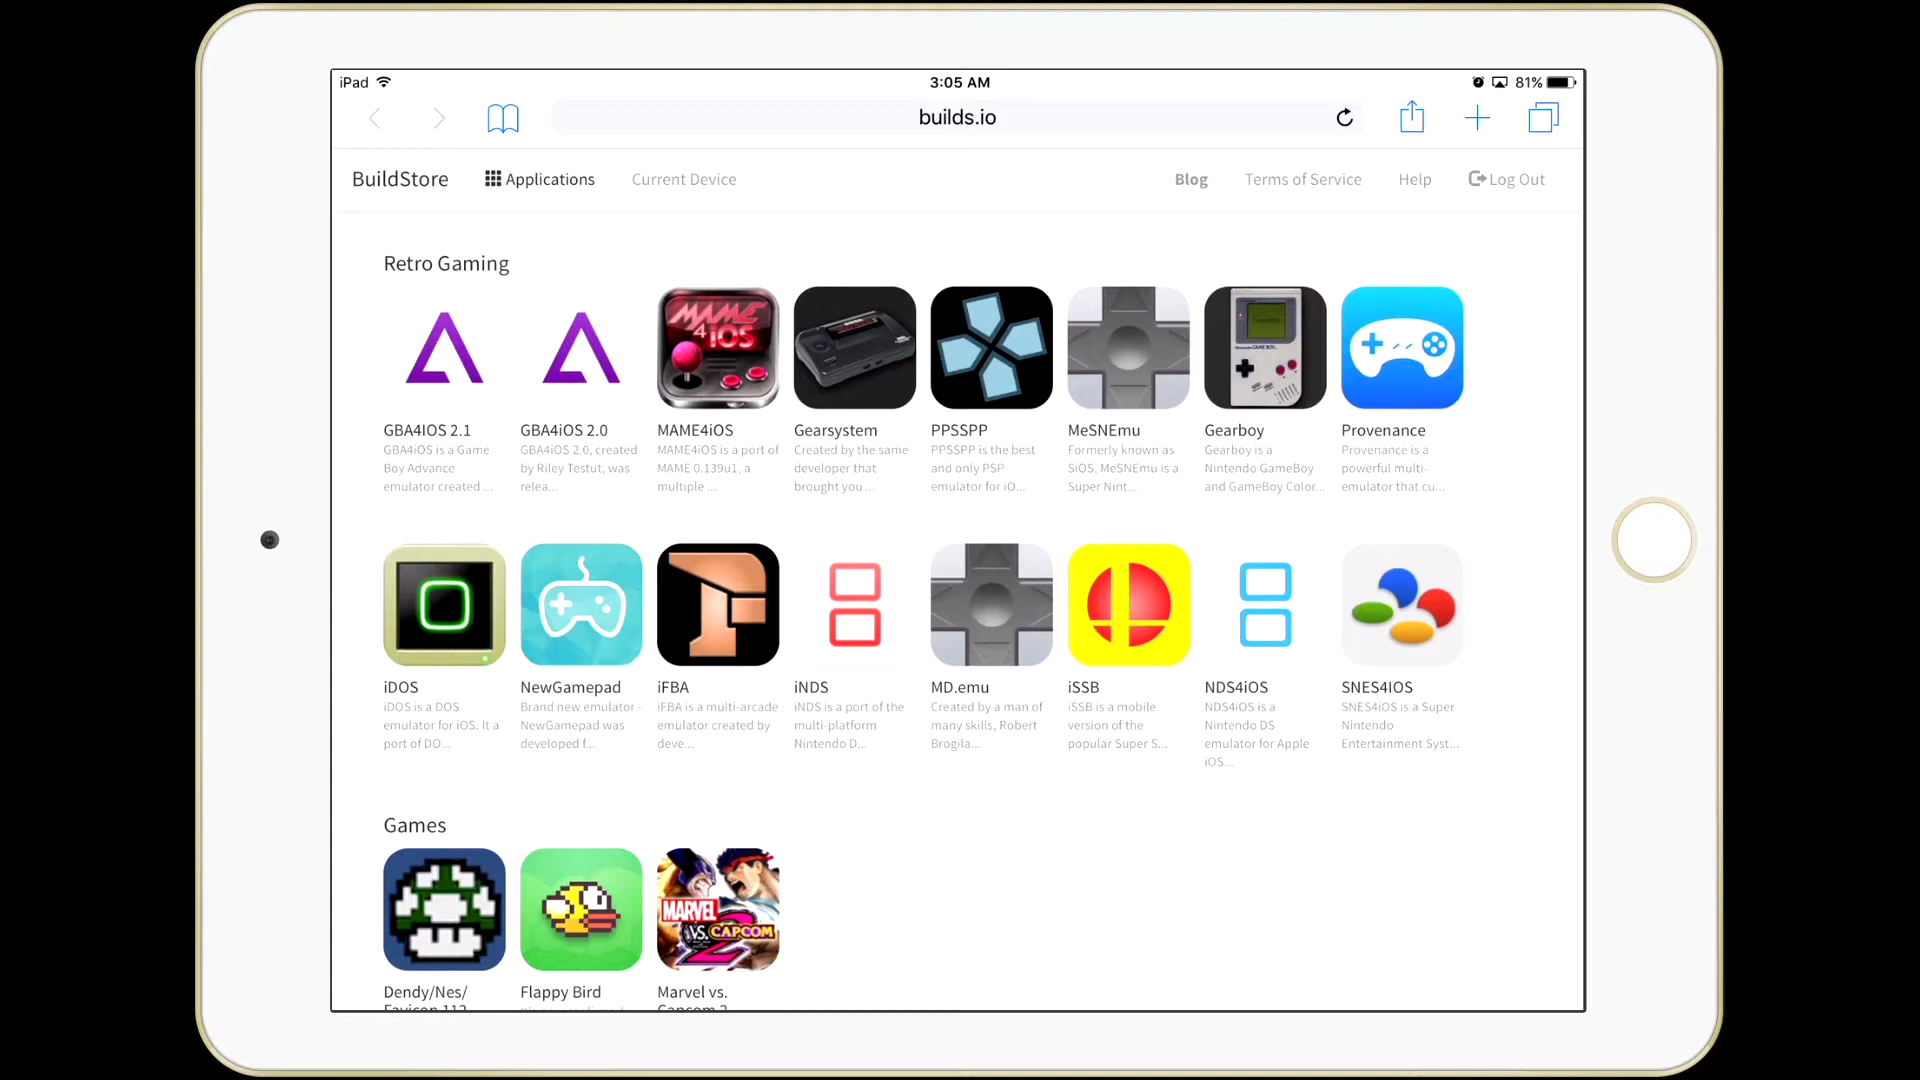 iPad
3:05 AM
81%
builds.io
BuildStore
Applications
Current Device
Blog
Terms of Service
Help
Log Out
Retro Gaming
MAME
4iOS
GBA4IOS 2.1
GBA4iOS is a Game
Boy Advance
emulator created ...
GBA4iOS 2.0
GBA4iOS 2.0, created
by Riley Testut, was
relea...
MAME4iOS
MAME4iOS is a port of
MAME 0.139u1, a
multiple ...
Gearsystem
Created by the same
developer that
brought you ...
PPSSPP
PPSSPP is the best
and only PSP
emulator for iO...
MeSNEmu
Formerly known as
SiOS, MeSNEmu is a
Super Nint...
Gearboy
Gearboy is a
Nintendo GameBoy
and GameBoy Color...
Provenance
Provenance is a
powerful multi-
emulator that cu...
iDOS
iDOS is a DOS
emulator for iOS. It a
port of DO...
NewGamepad
Brand new emulator -
NewGamepad was
developed f...
iFBA
iFBA is a multi-arcade
emulator created by
deve...
iNDS
iNDS is a port of the
multi-platform
Nintendo D...
MD.emu
Created by a man of
many skills, Robert
Brogila...
iSSB
iSSB is a mobile
version of the
popular Super S...
NDS4iOS
NDS4iOS is a
Nintendo DS
emulator for Apple
iOS...
SNES4IOS
SNES4iOS is a Super
Nintendo
Entertainment Syst...
Games
MARVEL
VS. CAPCOM
2
Dendy/Nes/
Favicon 112
Flappy Bird
Marvel vs.
Capcom 2